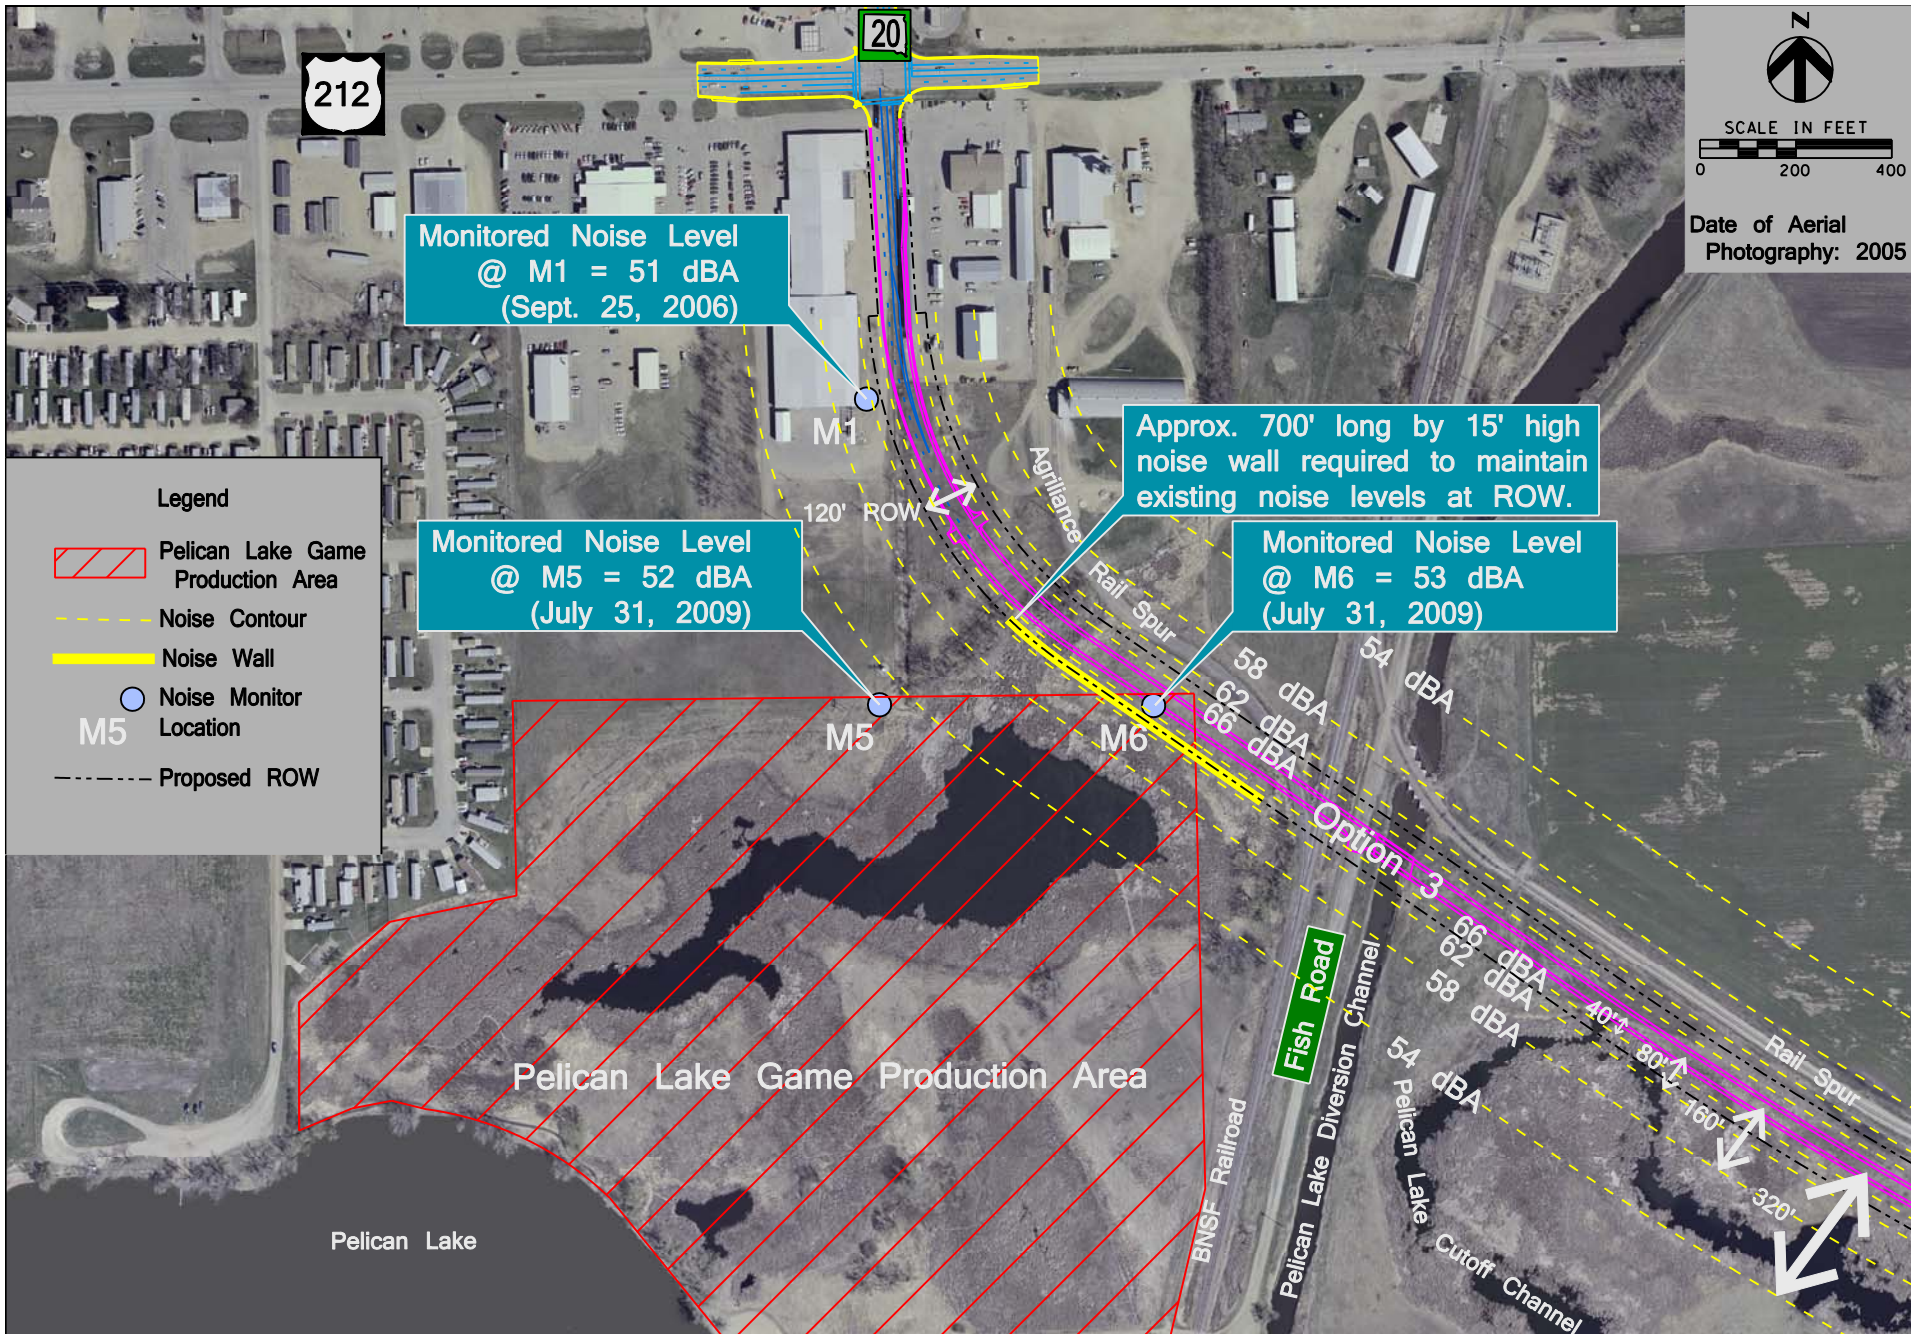 20
212
N
SCALE IN FEET
0 200 400
Date of Aerial
Photography: 2005
Monitored Noise Level
@ M1 = 51 dBA
(Sept. 25, 2006)
M1
Approx. 700' long by 15' high
noise wall required to maintain
existing noise levels at ROW.
Agriliance
Rail Spur
120' ROW
Legend
Pelican Lake Game
Production Area
Noise Contour
Noise Wall
Noise Monitor
Location
M5
Proposed ROW
Monitored Noise Level
@ M5 = 52 dBA
(July 31, 2009)
Monitored Noise Level
@ M6 = 53 dBA
(July 31, 2009)
54 dBA
58 dBA
62 dBA
66 dBA
M5
M6
Option 3
66 dBA
62 dBA
58 dBA
54 dBA
40'
80'
160'
320'
Rail Spur
Fish Road
Pelican Lake Diversion Channel
BNSF Railroad
Pelican Lake Cutoff Channel
Pelican Lake Game Production Area
Pelican Lake